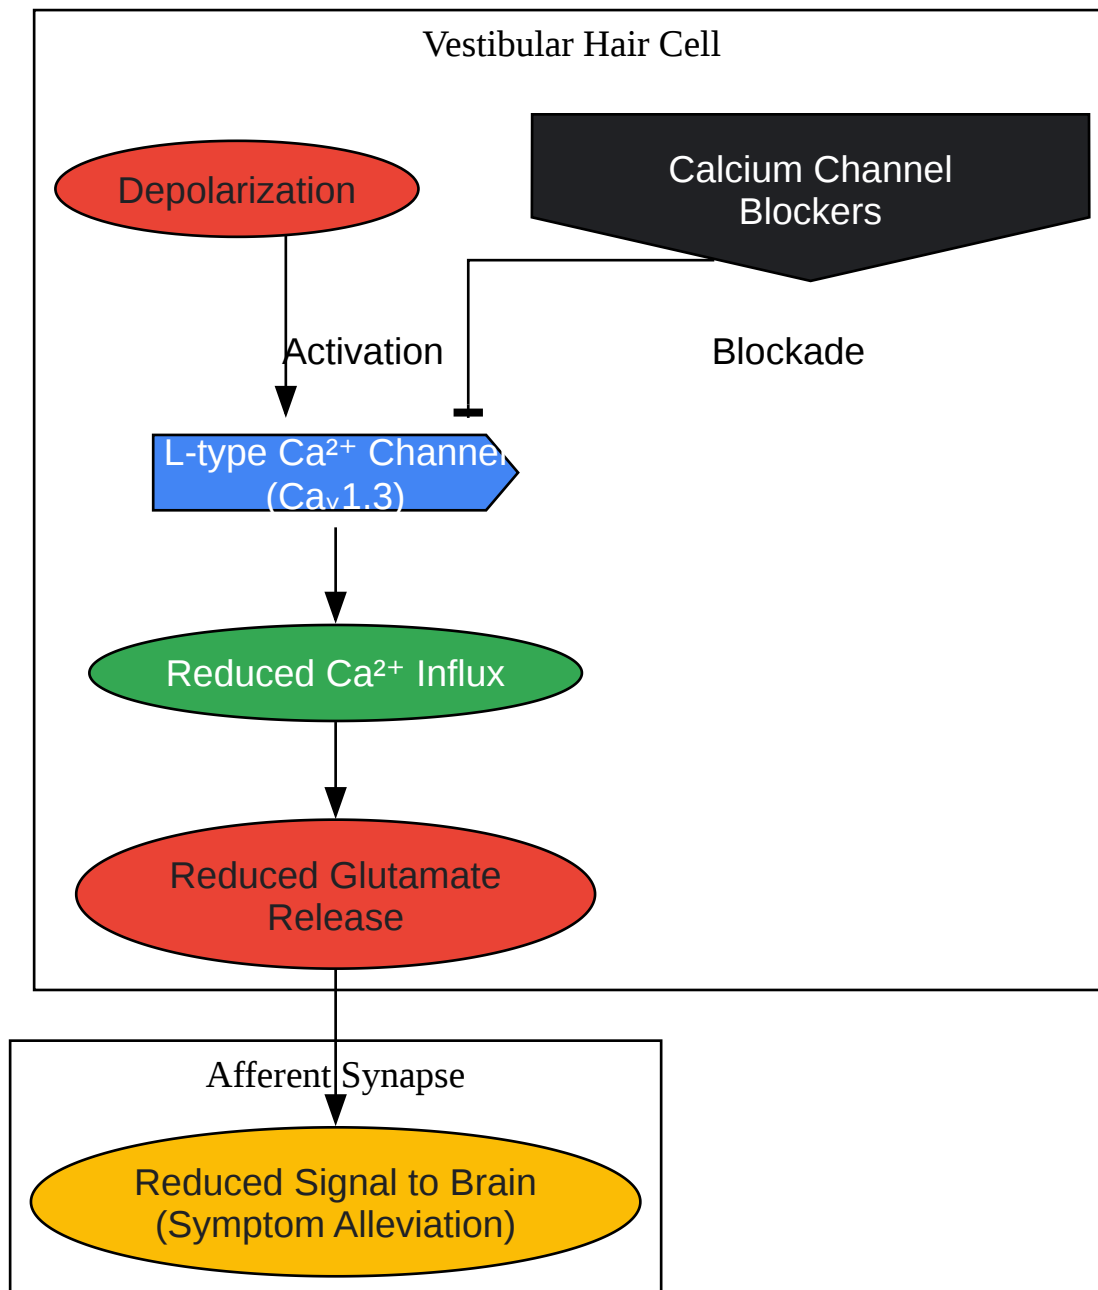 Vestibular Hair Cell
Depolarization
Calcium Channel
Blockers
Activation
Blockade
L-type Ca²⁺ Channel
(Caᵥ1.3)
Reduced Ca²⁺ Influx
Reduced Glutamate
Release
Afferent Synapse
Reduced Signal to Brain
(Symptom Alleviation)